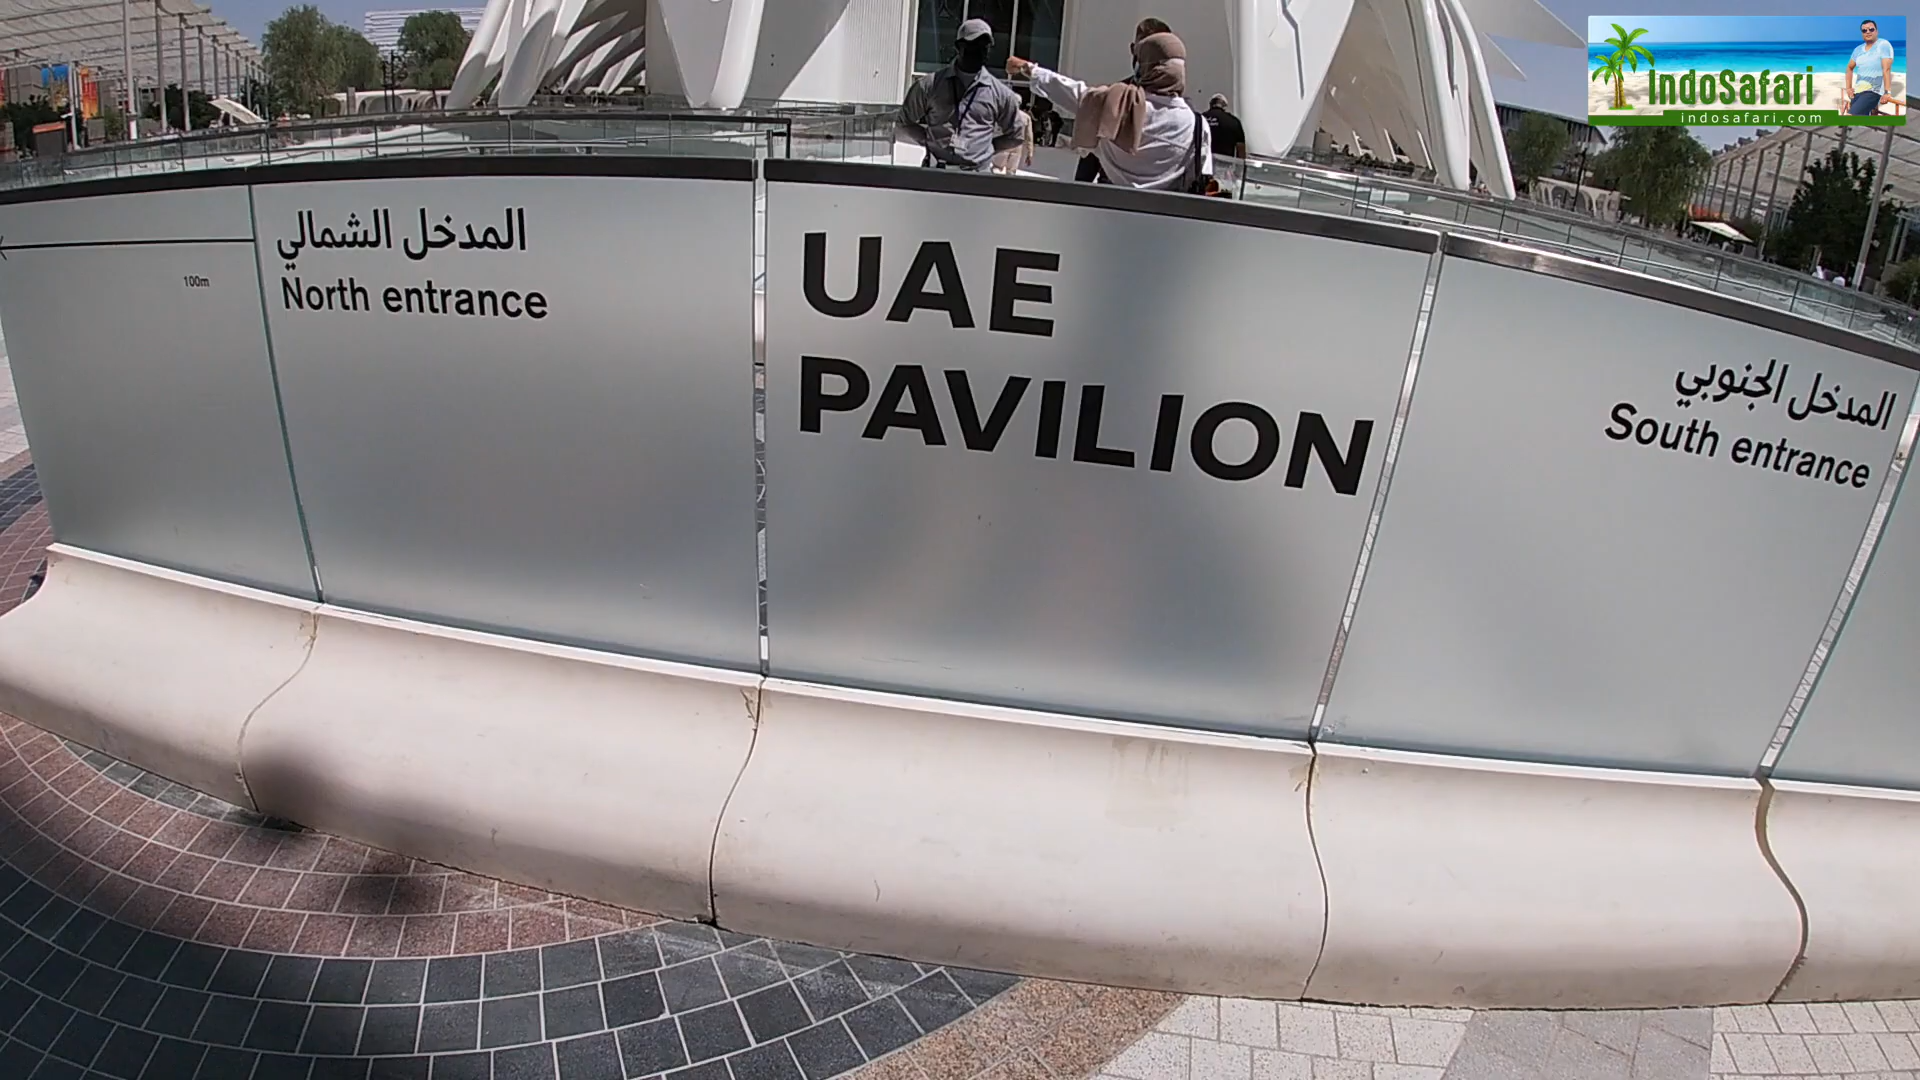 المدخل الشمالي
North entrance
100m
UAE
PAVILION
المدخل الجنوبي
South entrance
IndoSafari
indosafari.com